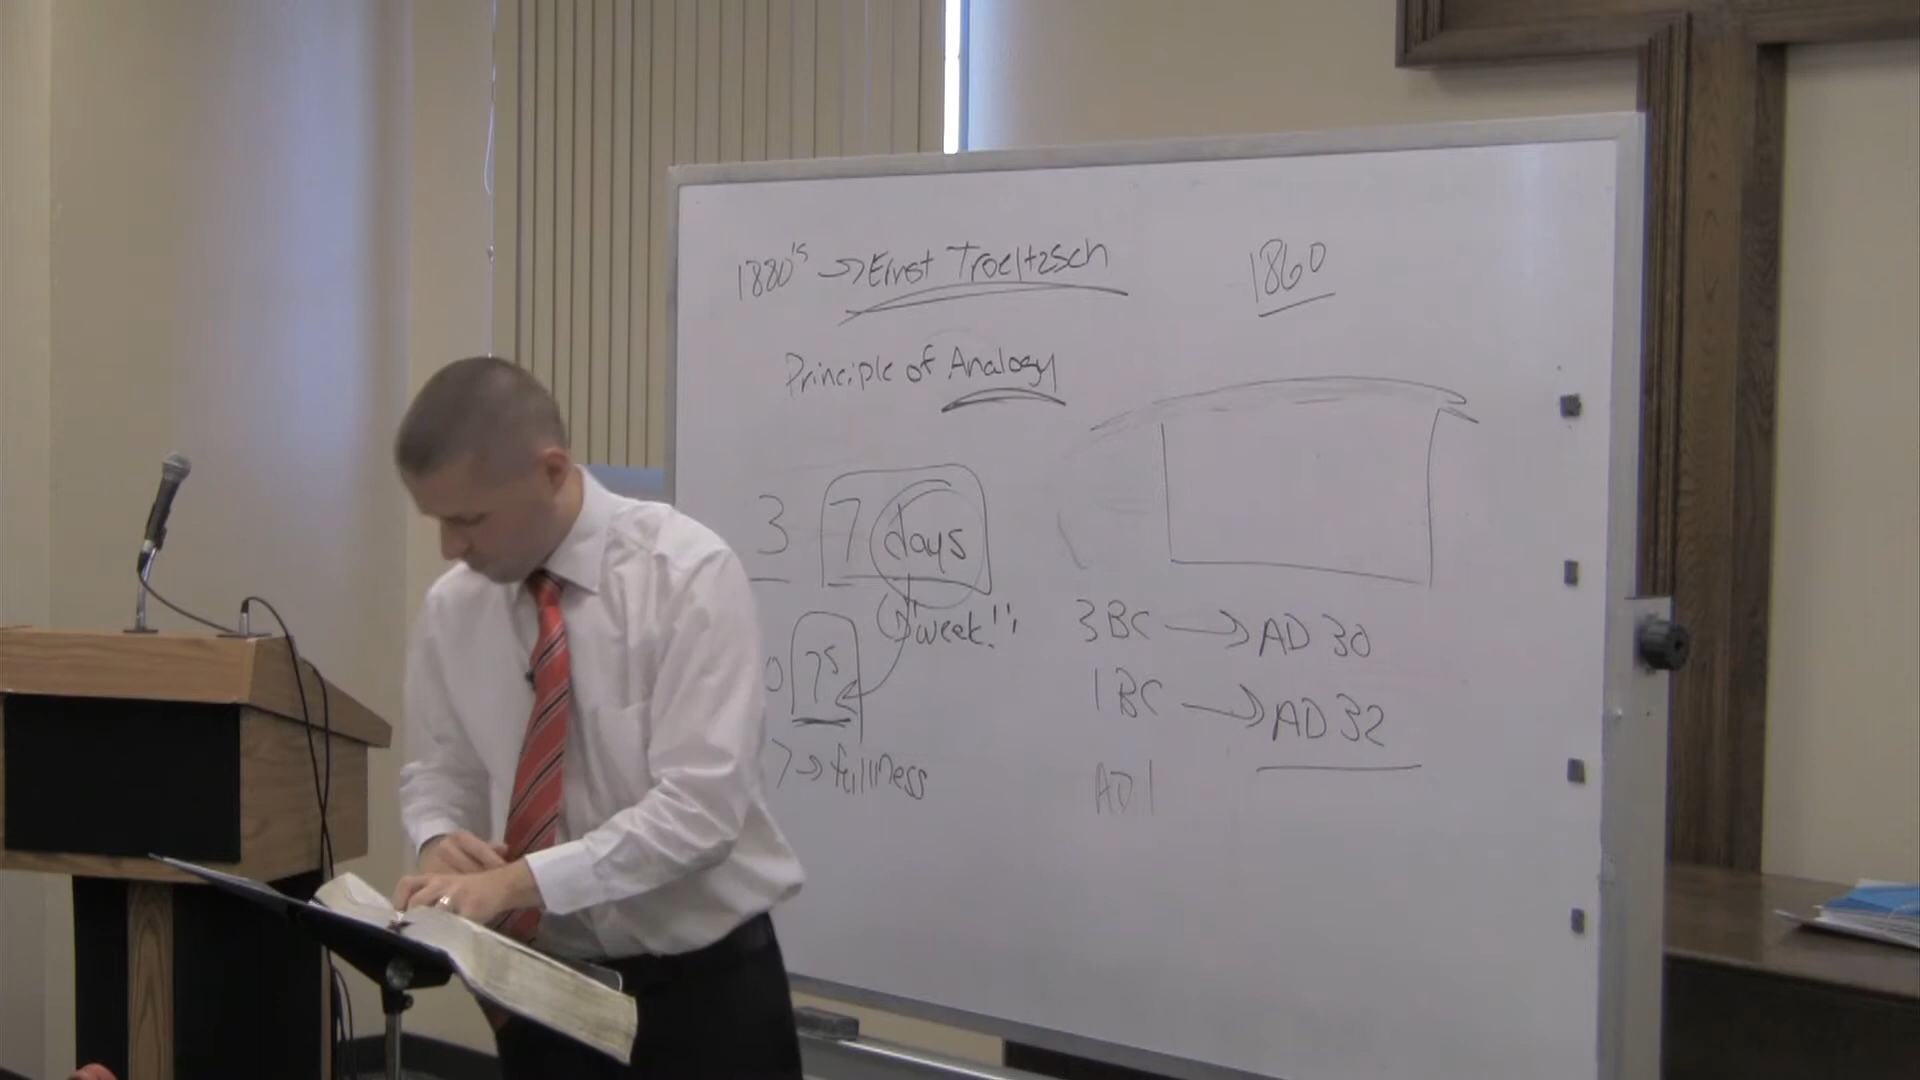 1880's → Ernst Troeltzsch
1860
Principle of Analogy
3 7 days
"week!!
0 75
7 → fullness
3 BC → AD 30
1 BC → AD 32
AD 1